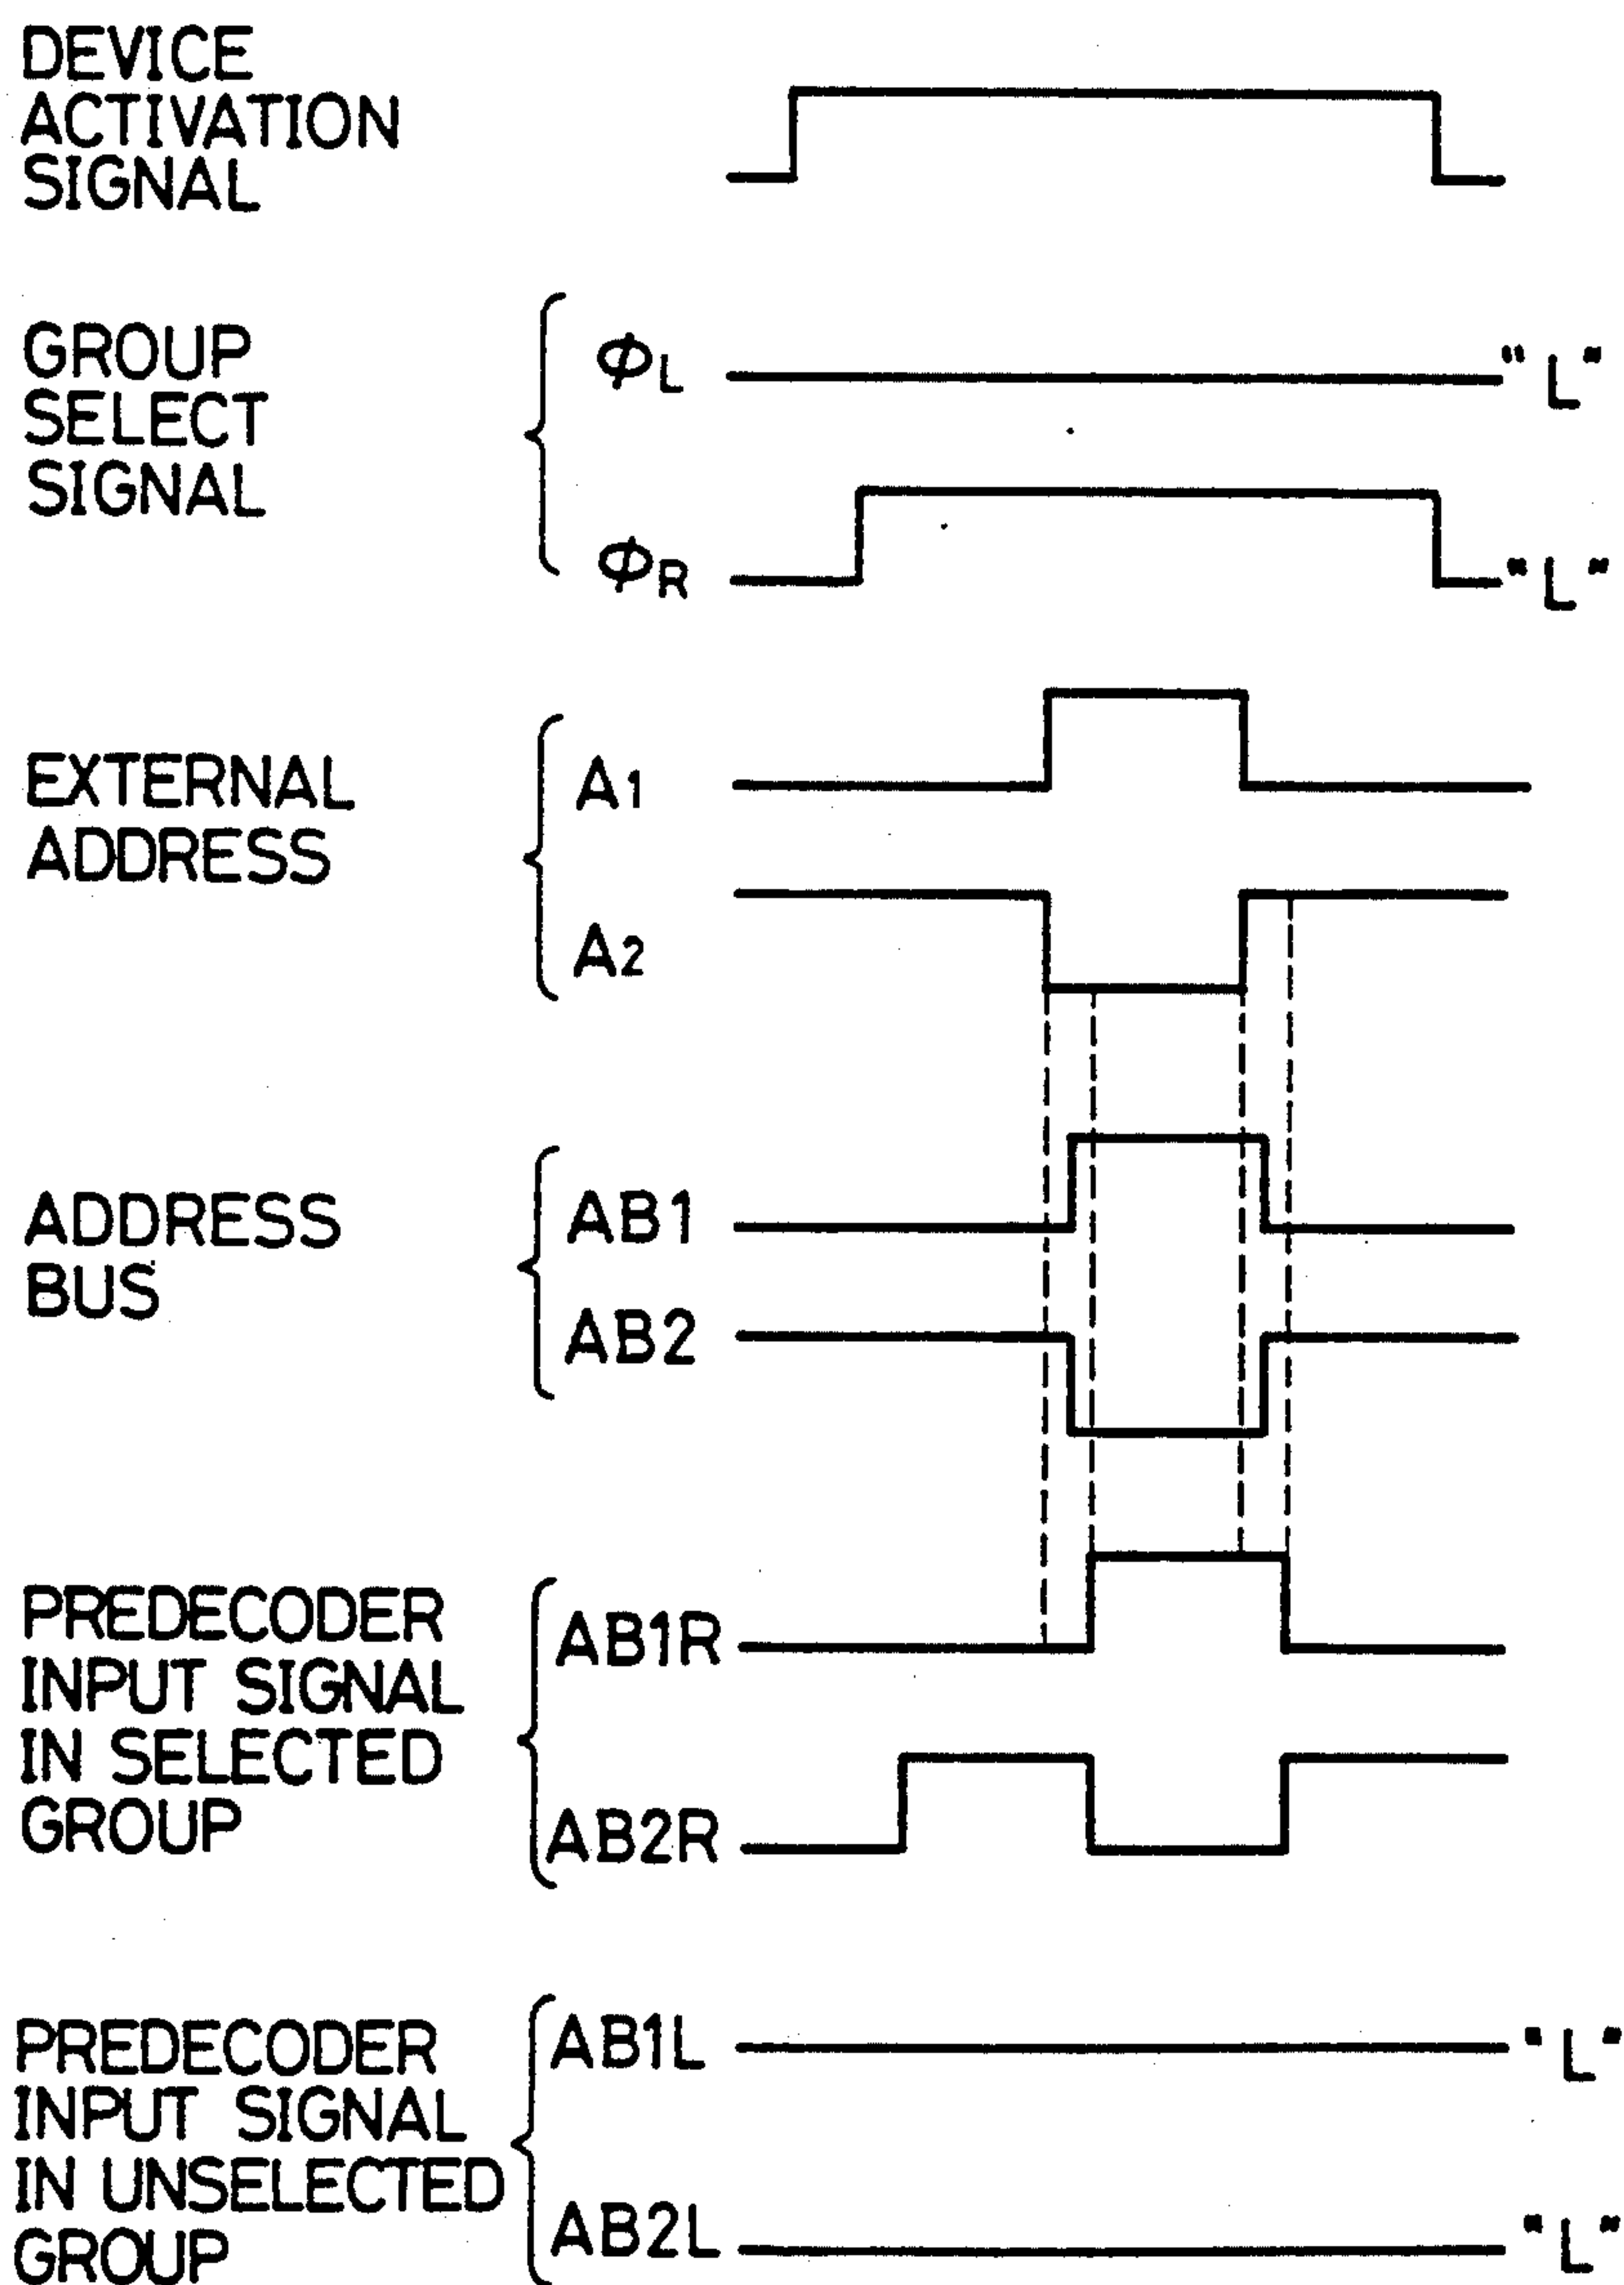 DEVICE
ACTIVATION
SIGNAL
GROUP
SELECT
SIGNAL
ΦL
"L"
ΦR
"L"
EXTERNAL
ADDRESS
A1
A2
ADDRESS
BUS
AB1
AB2
PREDECODER
INPUT SIGNAL
IN SELECTED
GROUP
AB1R
AB2R
PREDECODER
INPUT SIGNAL
IN UNSELECTED
GROUP
AB1L
"L"
AB2L
"L"